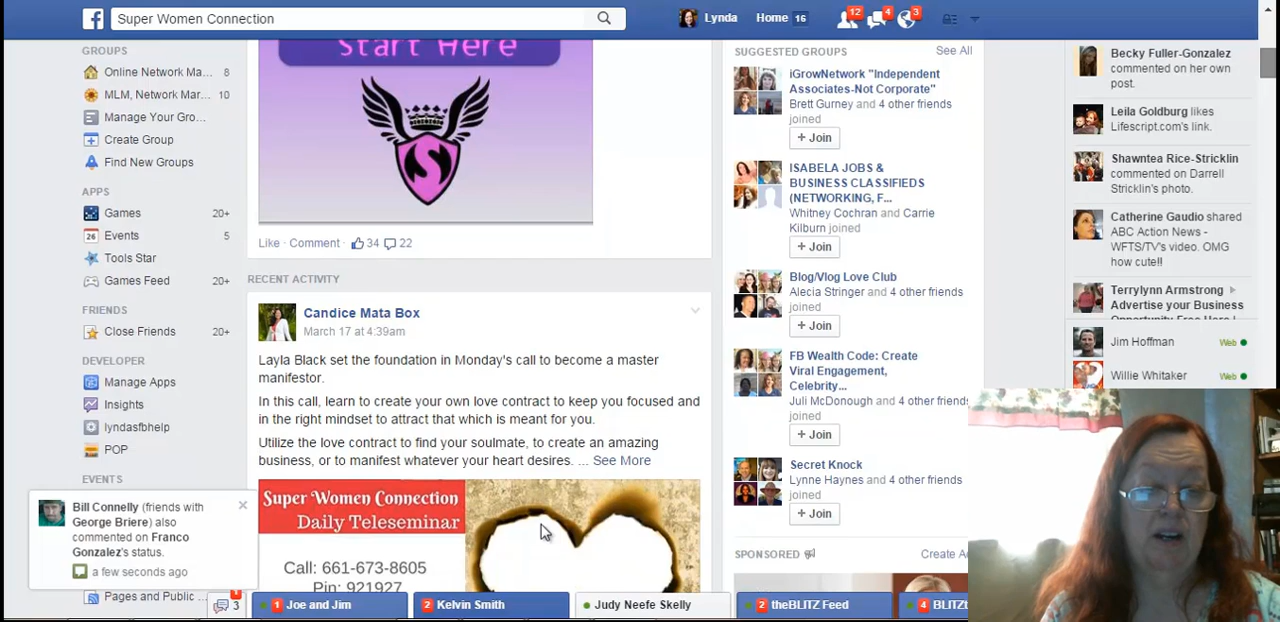 Super Women Connection
Lynda
Home 16
12
4
3
GROUPS
Online Network Ma... 8
MLM, Network Mar... 10
Manage Your Gro...
Create Group
Find New Groups
APPS
Games 20+
26 Events 5
Tools Star
Games Feed 20+
FRIENDS
Close Friends 20+
DEVELOPER
Manage Apps
Insights
lyndasfbhelp
POP
EVENTS
Bill Connelly (friends with
George Briere) also
commented on Franco
Gonzalez's status.
a few seconds ago
Pages and Public ...
Start Here
S
Like · Comment · 34 22
RECENT ACTIVITY
Candice Mata Box
March 17 at 4:39am
Layla Black set the foundation in Monday's call to become a master
manifestor.
In this call, learn to create your own love contract to keep you focused and
in the right mindset to attract that which is meant for you.
Utilize the love contract to find your soulmate, to create an amazing
business, or to manifest whatever your heart desires. ... See More
Super Women Connection
Daily Teleseminar
Call: 661-673-8605
Pin: 921927
SUGGESTED GROUPS See All
iGrowNetwork "Independent
Associates-Not Corporate"
Brett Gurney and 4 other friends
joined
+ Join
ISABELA JOBS &
BUSINESS CLASSIFIEDS
(NETWORKING, F...
Whitney Cochran and Carrie
Kilburn joined
+ Join
Blog/Vlog Love Club
Alecia Stringer and 4 other friends
joined
+ Join
FB Wealth Code: Create
Viral Engagement,
Celebrity...
Juli McDonough and 4 other friends
joined
+ Join
Secret Knock
Lynne Haynes and 4 other friends
joined
+ Join
SPONSORED Create Ad
Becky Fuller-Gonzalez
commented on her own
post.
Leila Goldburg likes
Lifescript.com's link.
Shawntea Rice-Stricklin
commented on Darrell
Stricklin's photo.
Catherine Gaudio shared
ABC Action News -
WFTS/TV's video. OMG
how cute!!
Terrylynn Armstrong
Advertise your Business
Opportunity Free Here !
Jim Hoffman Web
Willie Whitaker Web
3
1 Joe and Jim
2 Kelvin Smith
Judy Neefe Skelly
2 theBLITZ Feed
4 BLITZt